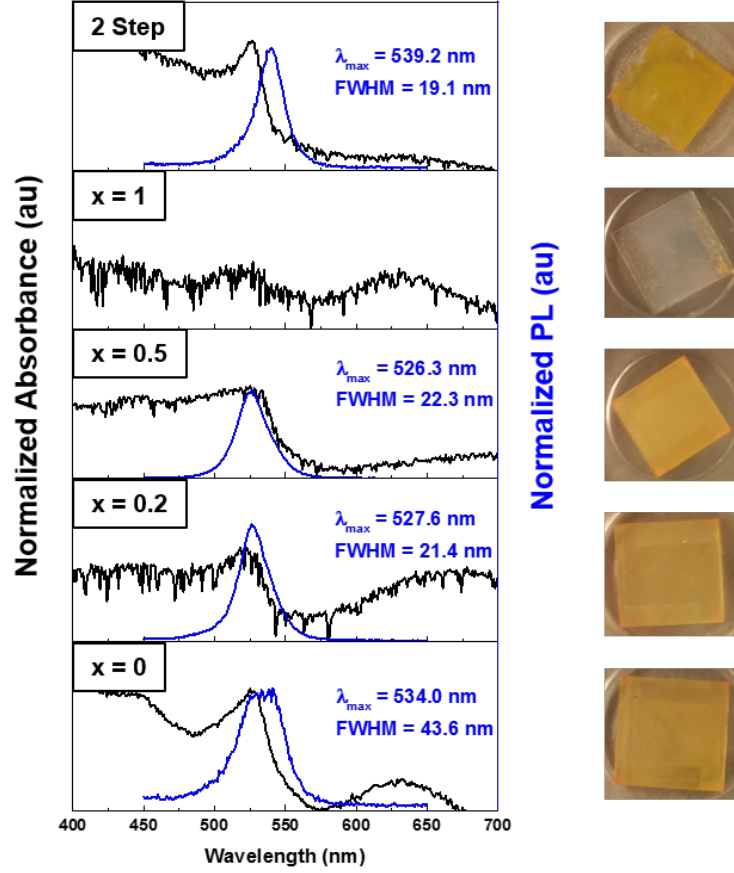 2 Step
λmax = 539.2 nm
FWHM = 19.1 nm
x = 1
x = 0.5
λmax = 526.3 nm
FWHM = 22.3 nm
x = 0.2
λmax = 527.6 nm
FWHM = 21.4 nm
x = 0
λmax = 534.0 nm
FWHM = 43.6 nm
400 450 500 550 600 650 700
Wavelength (nm)
Normalized Absorbance (au)
Normalized PL (au)